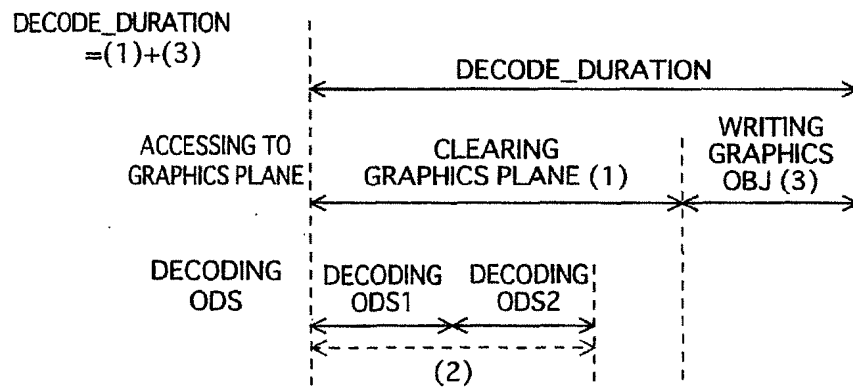 DECODE_DURATION
=(1)+(3)
DECODE_DURATION
ACCESSING TO
GRAPHICS PLANE
CLEARING
GRAPHICS PLANE (1)
WRITING
GRAPHICS
OBJ (3)
DECODING
ODS
DECODING
ODS1
DECODING
ODS2
(2)